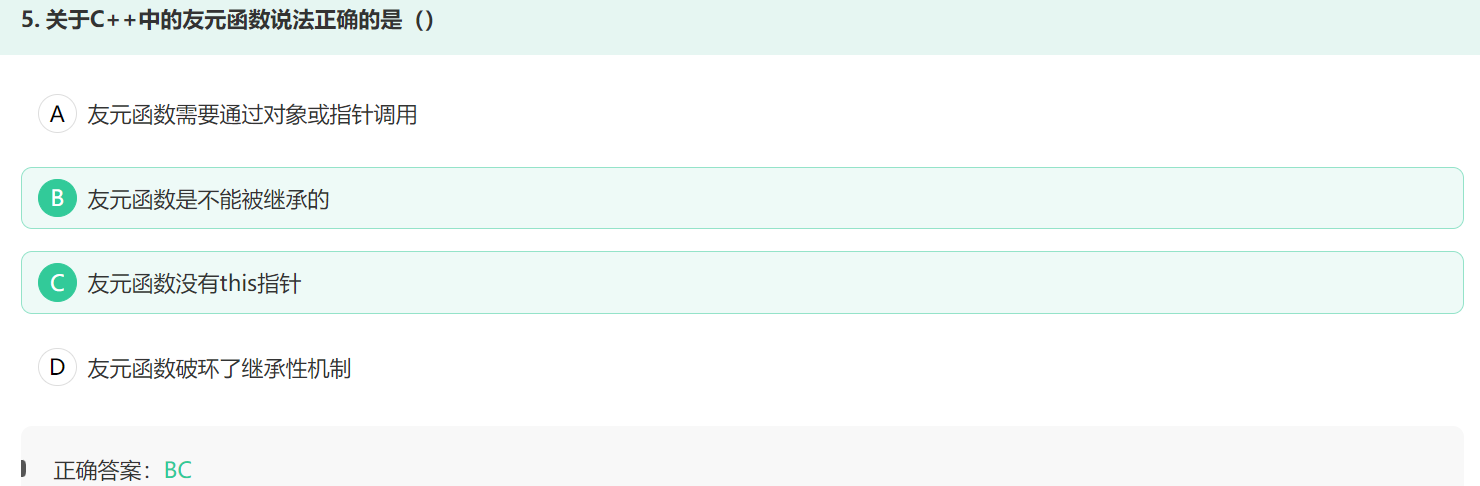 5. 关于C++中的友元函数说法正确的是（）
A 友元函数需要通过对象或指针调用
B 友元函数是不能被继承的
C 友元函数没有this指针
D 友元函数破环了继承性机制
正确答案：BC